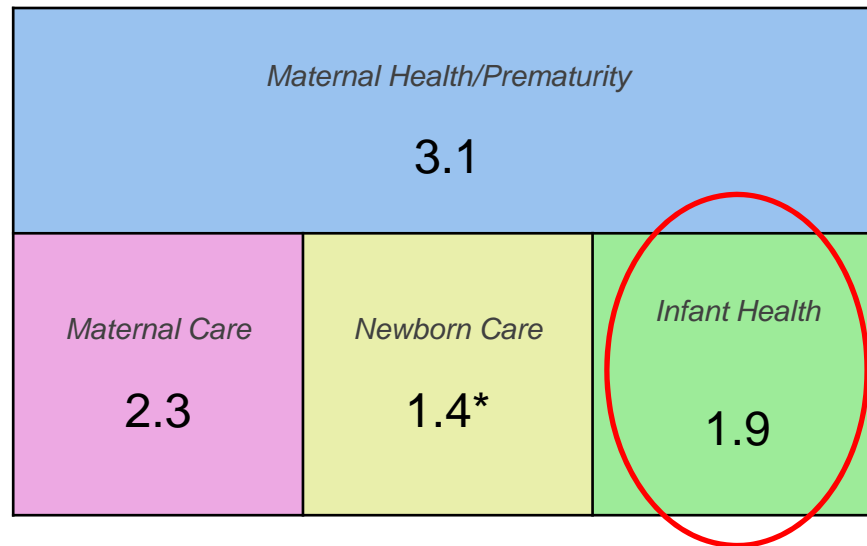 Maternal Health/Prematurity
3.1
Maternal Care
2.3
Newborn Care
1.4*
Infant Health
1.9